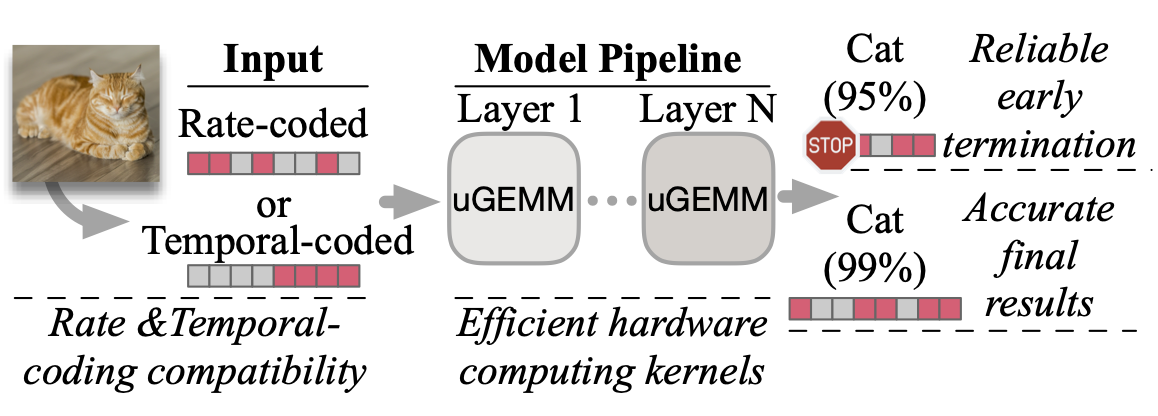 Input
Rate-coded
or
Temporal-coded
Rate &Temporal-
coding compatibility
Model Pipeline
Layer 1
Layer N
uGEMM
uGEMM
Efficient hardware
computing kernels
Cat
(95%)
STOP
Reliable
early
termination
Cat
(99%)
Accurate
final
results